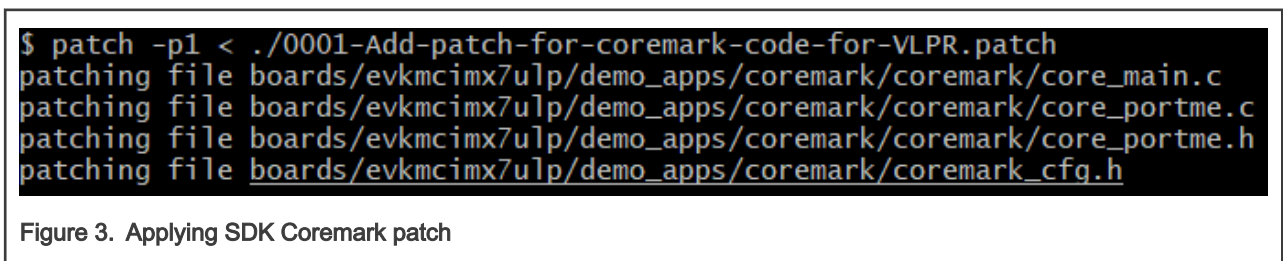 $ patch -p1 < ./0001-Add-patch-for-coremark-code-for-VLPR.patch
patching file boards/evkmcimx7ulp/demo_apps/coremark/coremark/core_main.c
patching file boards/evkmcimx7ulp/demo_apps/coremark/coremark/core_portme.c
patching file boards/evkmcimx7ulp/demo_apps/coremark/coremark/core_portme.h
patching file boards/evkmcimx7ulp/demo_apps/coremark/coremark_cfg.h
Figure 3. Applying SDK Coremark patch